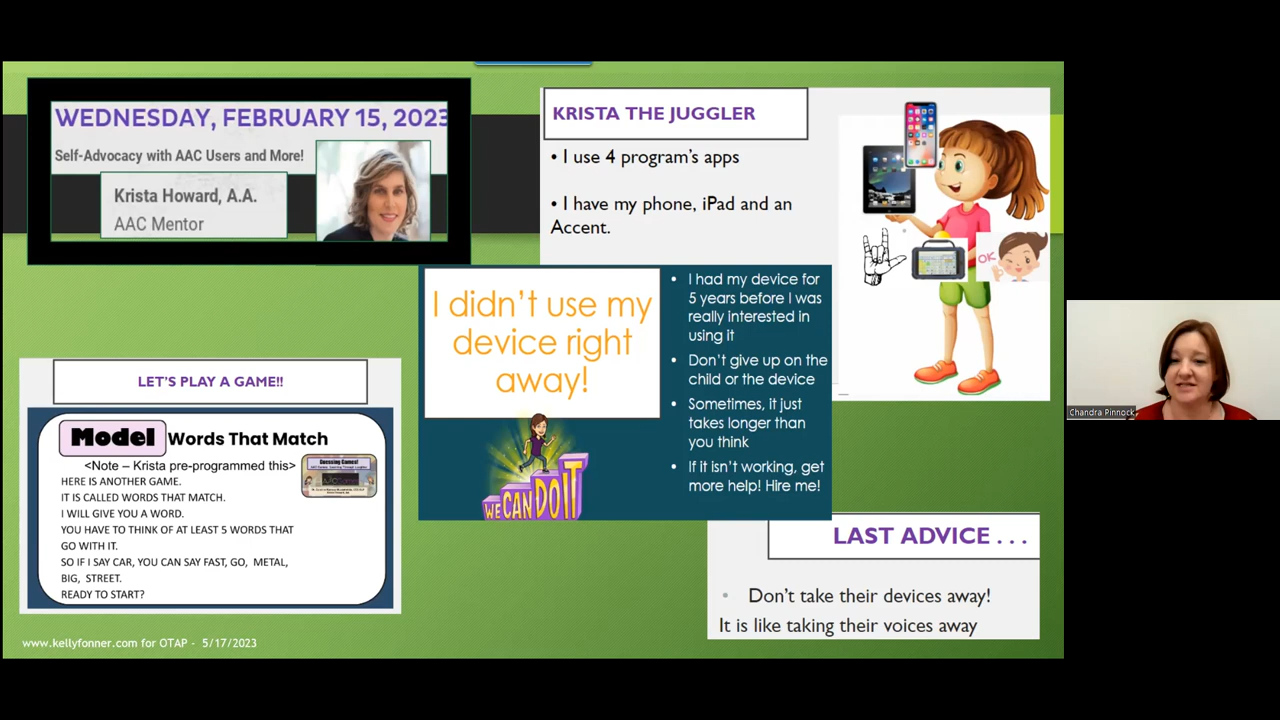 WEDNESDAY, FEBRUARY 15, 2023
Self-Advocacy with AAC Users and More!
Krista Howard, A.A.
AAC Mentor
KRISTA THE JUGGLER
• I use 4 program's apps
• I have my phone, iPad and an
Accent.
OK
I didn't use my
device right
away!
WE CAN DO IT
• I had my device for
5 years before I was
really interested in
using it
• Don't give up on the
child or the device
• Sometimes, it just
takes longer than
you think
• If it isn't working, get
more help! Hire me!
LET'S PLAY A GAME!!
Model Words That Match
<Note – Krista pre-programmed this>
HERE IS ANOTHER GAME.
IT IS CALLED WORDS THAT MATCH.
I WILL GIVE YOU A WORD.
YOU HAVE TO THINK OF AT LEAST 5 WORDS THAT
GO WITH IT.
SO IF I SAY CAR, YOU CAN SAY FAST, GO, METAL,
BIG, STREET.
READY TO START?
LAST ADVICE . . .
• Don't take their devices away!
It is like taking their voices away
www.kellyfonner.com for OTAP - 5/17/2023
Chandra Pinnock